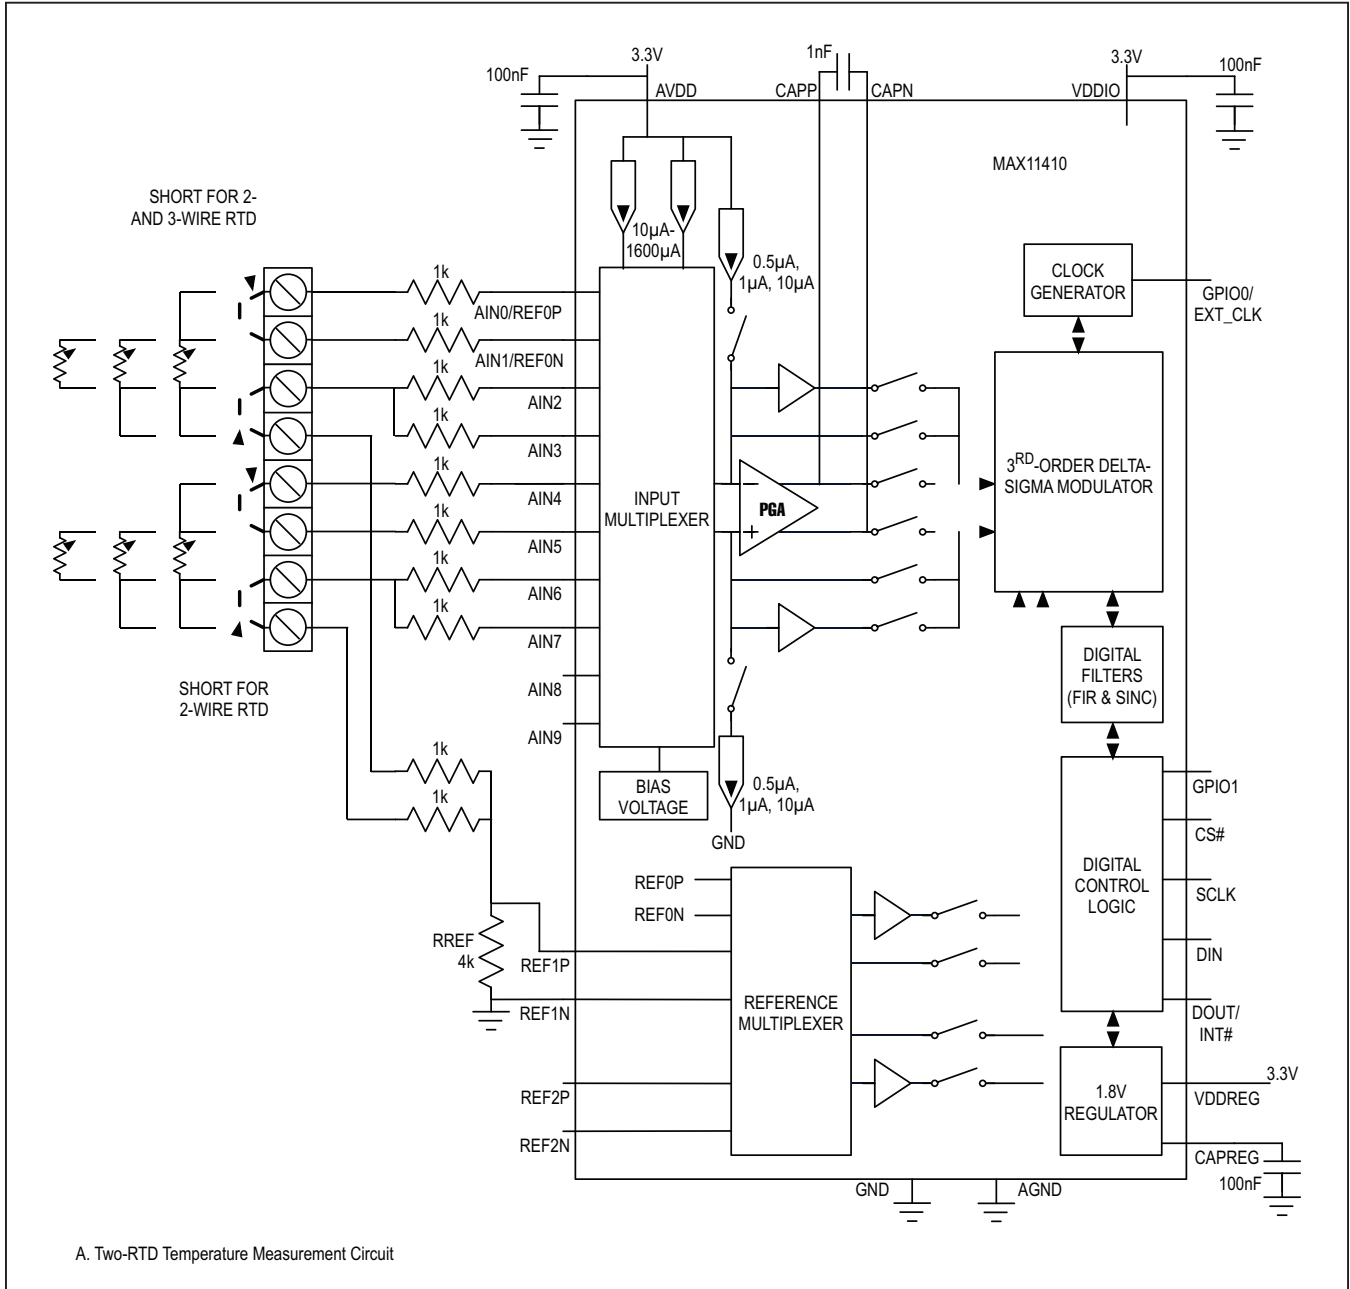 3.3V
1nF
3.3V
100nF
100nF
AVDD
CAPP
CAPN
VDDIO
MAX11410
SHORT FOR 2-
AND 3-WIRE RTD
10µA-
1600µA
0.5µA,
1µA, 10µA
CLOCK
GENERATOR
GPIO0/
EXT_CLK
1k
AIN0/REF0P
1k
AIN1/REF0N
1k
AIN2
1k
AIN3
1k
AIN4
1k
AIN5
1k
AIN6
1k
AIN7
AIN8
AIN9
INPUT
MULTIPLEXER
PGA
3RD-ORDER DELTA-
SIGMA MODULATOR
DIGITAL
FILTERS
(FIR & SINC)
SHORT FOR
2-WIRE RTD
1k
1k
BIAS
VOLTAGE
0.5µA,
1µA, 10µA
GND
GPIO1
CS#
SCLK
DIN
DOUT/
INT#
DIGITAL
CONTROL
LOGIC
REF0P
REF0N
RREF
4k
REF1P
REF1N
REF2P
REF2N
REFERENCE
MULTIPLEXER
1.8V
REGULATOR
3.3V
VDDREG
CAPREG
100nF
GND
AGND
A. Two-RTD Temperature Measurement Circuit